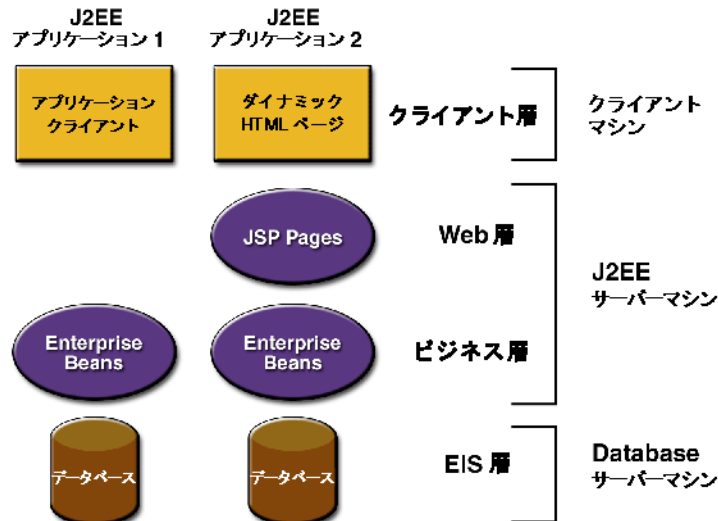 J2EE
アプリケーション 1
J2EE
アプリケーション 2
アプリケーション
クライアント
ダイナミック
HTML ページ
クライアント層
クライアント
マシン
JSP Pages
Web 層
J2EE
サーバーマシン
Enterprise
Beans
Enterprise
Beans
ビジネス層
データベース
データベース
EIS 層
Database
サーバーマシン